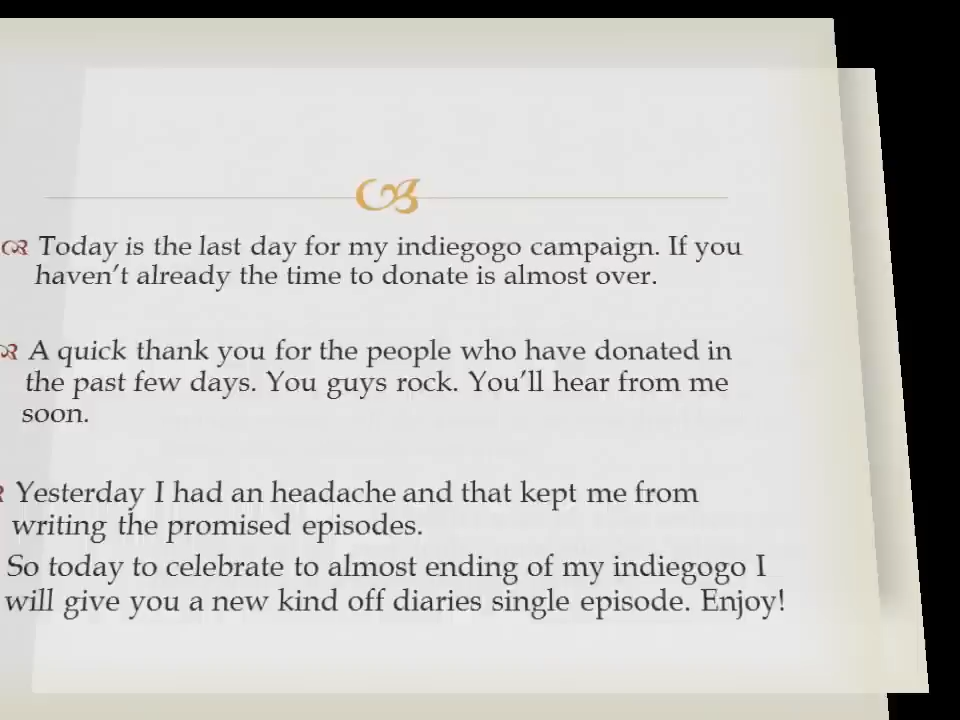 Today is the last day for my indiegogo campaign. If you
haven't already the time to donate is almost over.
A quick thank you for the people who have donated in
the past few days. You guys rock. You'll hear from me
soon.
Yesterday I had an headache and that kept me from
writing the promised episodes.
So today to celebrate to almost ending of my indiegogo I
will give you a new kind off diaries single episode. Enjoy!